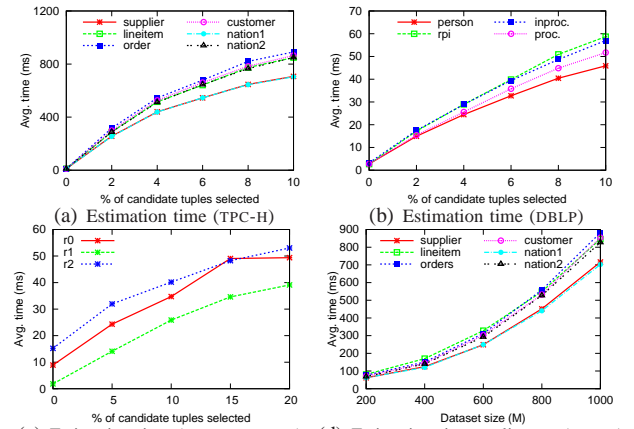 1200
800
400
0
Avg. time (ms)
supplier
lineitem
order
customer
nation1
nation2
0 2 4 6 8 10
% of candidate tuples selected
(a) Estimation time (TPC-H)
70
60
50
40
30
20
10
0
Avg. time (ms)
person
rpi
inproc.
proc.
0 2 4 6 8 10
% of candidate tuples selected
(b) Estimation time (DBLP)
60
50
40
30
20
10
0
Avg. time (ms)
r0
r1
r2
0 5 10 15 20
% of candidate tuples selected
900
800
700
600
500
400
300
200
100
0
Avg. time (ms)
supplier
lineitem
orders
customer
nation1
nation2
200 400 600 800 1000
Dataset size (M)